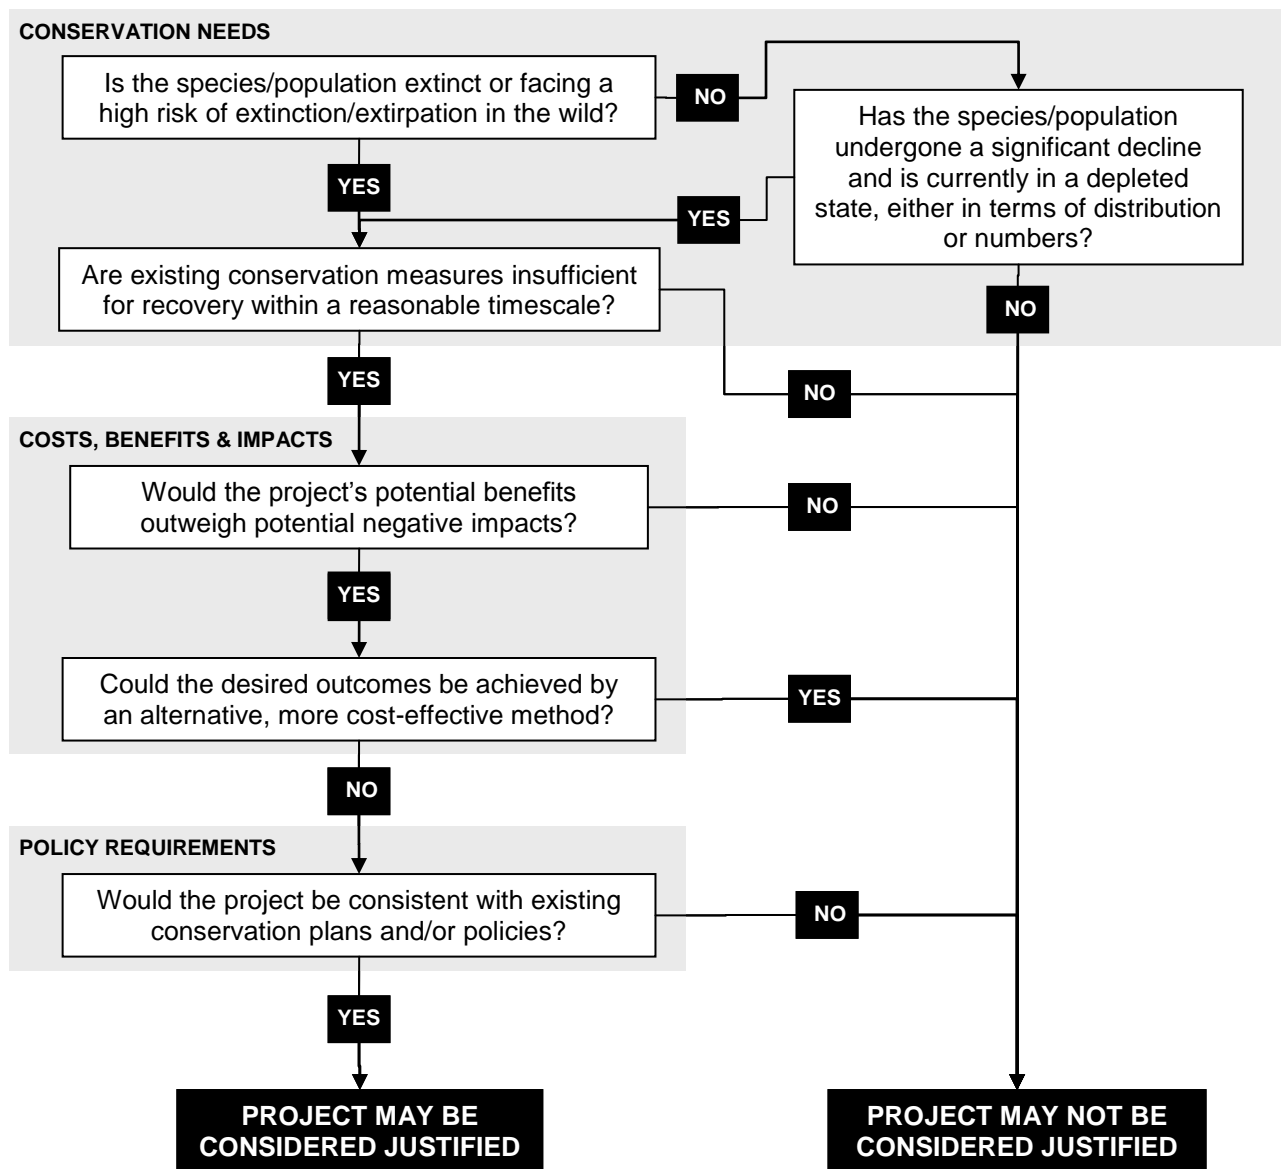 CONSERVATION NEEDS
Is the species/population extinct or facing a
high risk of extinction/extirpation in the wild?
NO
Has the species/population
undergone a significant decline
and is currently in a depleted
state, either in terms of distribution
or numbers?
YES
YES
NO
Are existing conservation measures insufficient
for recovery within a reasonable timescale?
YES
NO
COSTS, BENEFITS & IMPACTS
Would the project's potential benefits
outweigh potential negative impacts?
NO
YES
Could the desired outcomes be achieved by
an alternative, more cost-effective method?
YES
NO
POLICY REQUIREMENTS
Would the project be consistent with existing
conservation plans and/or policies?
NO
YES
PROJECT MAY BE
CONSIDERED JUSTIFIED
PROJECT MAY NOT BE
CONSIDERED JUSTIFIED